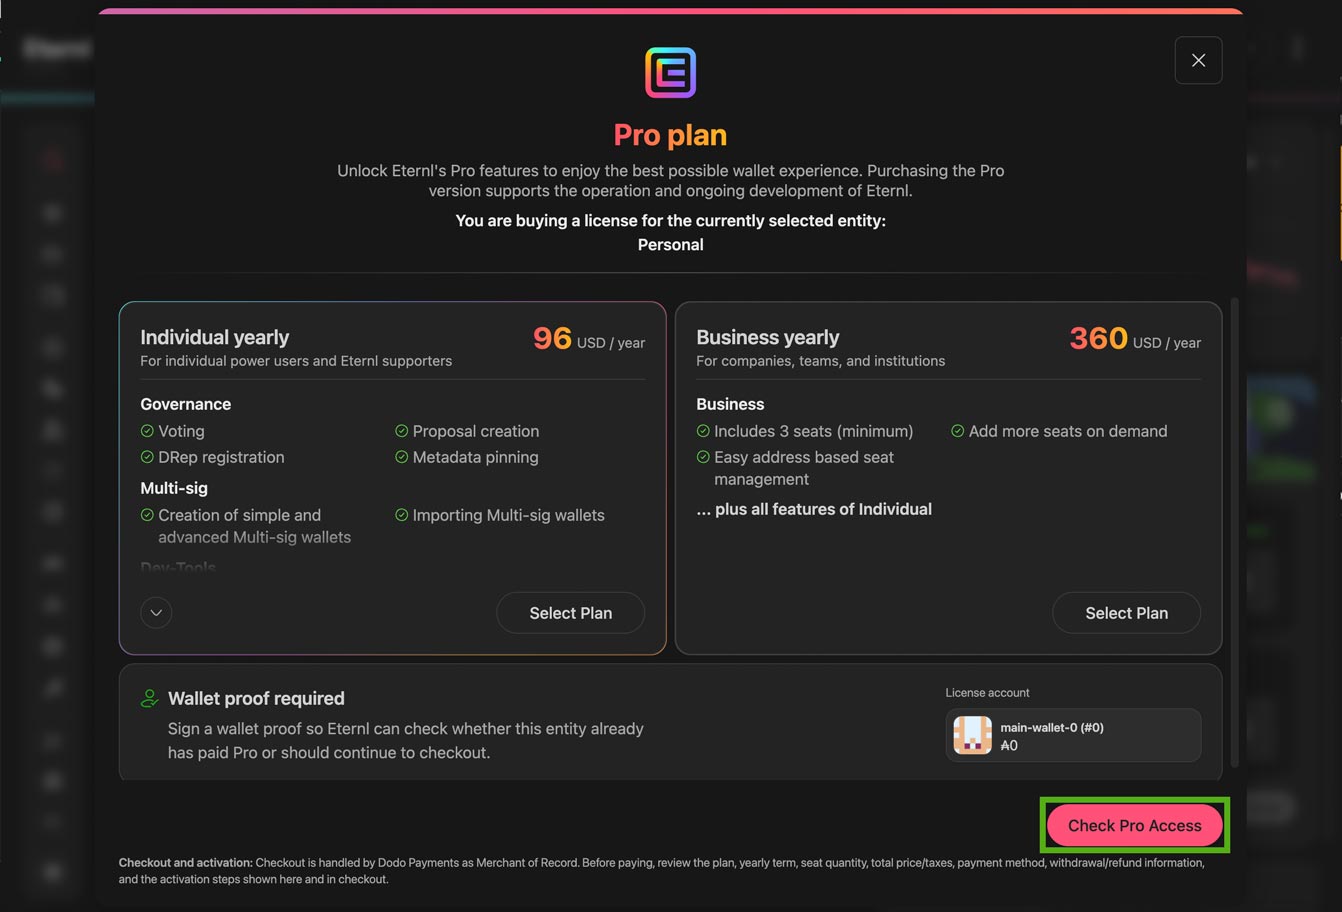 Eternl
Pro plan
Unlock Eternl's Pro features to enjoy the best possible wallet experience. Purchasing the Pro
version supports the operation and ongoing development of Eternl.
You are buying a license for the currently selected entity:
Personal
Individual yearly
96 USD / year
For individual power users and Eternl supporters
Governance
Voting
Proposal creation
DRep registration
Metadata pinning
Multi-sig
Creation of simple and
advanced Multi-sig wallets
Importing Multi-sig wallets
Dev-Tools
Select Plan
Business yearly
360 USD / year
For companies, teams, and institutions
Business
Includes 3 seats (minimum)
Add more seats on demand
Easy address based seat
management
... plus all features of Individual
Select Plan
Wallet proof required
Sign a wallet proof so Eternl can check whether this entity already
has paid Pro or should continue to checkout.
License account
main-wallet-0 (#0)
₳0
Check Pro Access
Checkout and activation: Checkout is handled by Dodo Payments as Merchant of Record. Before paying, review the plan, yearly term, seat quantity, total price/taxes, payment method, withdrawal/refund information,
and the activation steps shown here and in checkout.